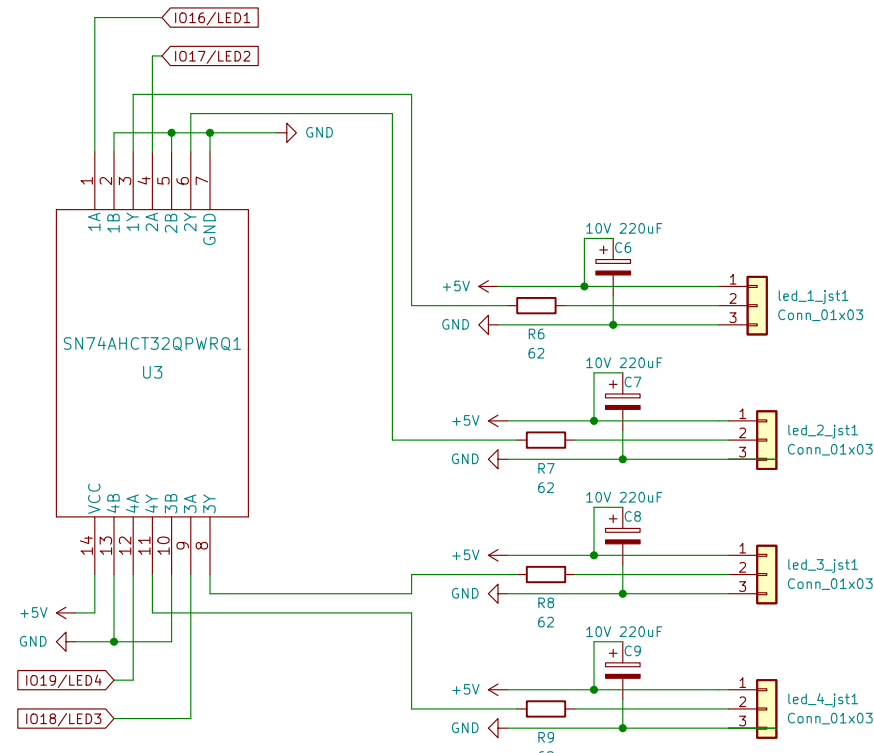 IO16/LED1
IO17/LED2
GND
1 2 3 4 5 6 7
1A 1B 1Y 2A 2B 2Y GND
SN74AHCT32QPWRQ1
U3
VCC 4B 4A 4Y 3B 3A 3Y
14 13 12 11 10 9 8
+5V
GND
IO19/LED4
IO18/LED3
10V 220uF
+ C6
+5V
GND
R6
62
1
2
3
led_1_jst1
Conn_01x03
10V 220uF
+ C7
+5V
GND
R7
62
1
2
3
led_2_jst1
Conn_01x03
10V 220uF
+ C8
+5V
GND
R8
62
1
2
3
led_3_jst1
Conn_01x03
10V 220uF
+ C9
+5V
GND
R9
1
2
3
led_4_jst1
Conn_01x03